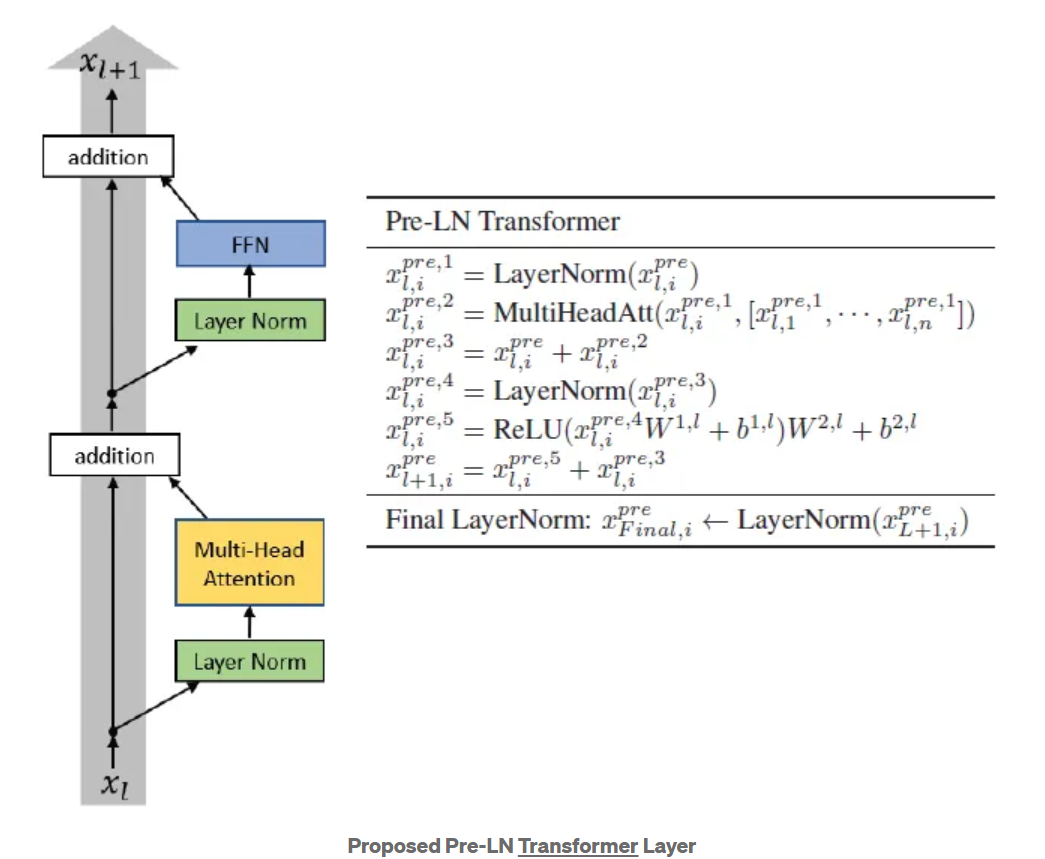 x_{l+1}
addition
FFN
Layer Norm
addition
Multi-Head
Attention
Layer Norm
x_l
Pre-LN Transformer
x_{l,i}^{pre,1} = LayerNorm(x_{l,i}^{pre})
x_{l,i}^{pre,2} = MultiHeadAtt(x_{l,i}^{pre,1}, [x_{l,1}^{pre,1}, ⋯, x_{l,n}^{pre,1}])
x_{l,i}^{pre,3} = x_{l,i}^{pre} + x_{l,i}^{pre,2}
x_{l,i}^{pre,4} = LayerNorm(x_{l,i}^{pre,3})
x_{l,i}^{pre,5} = ReLU(x_{l,i}^{pre,4}W^{1,l} + b^{1,l})W^{2,l} + b^{2,l}
x_{l+1,i}^{pre} = x_{l,i}^{pre,5} + x_{l,i}^{pre,3}
Final LayerNorm: x_{Final,i}^{pre} ← LayerNorm(x_{L+1,i}^{pre})
Proposed Pre-LN Transformer Layer